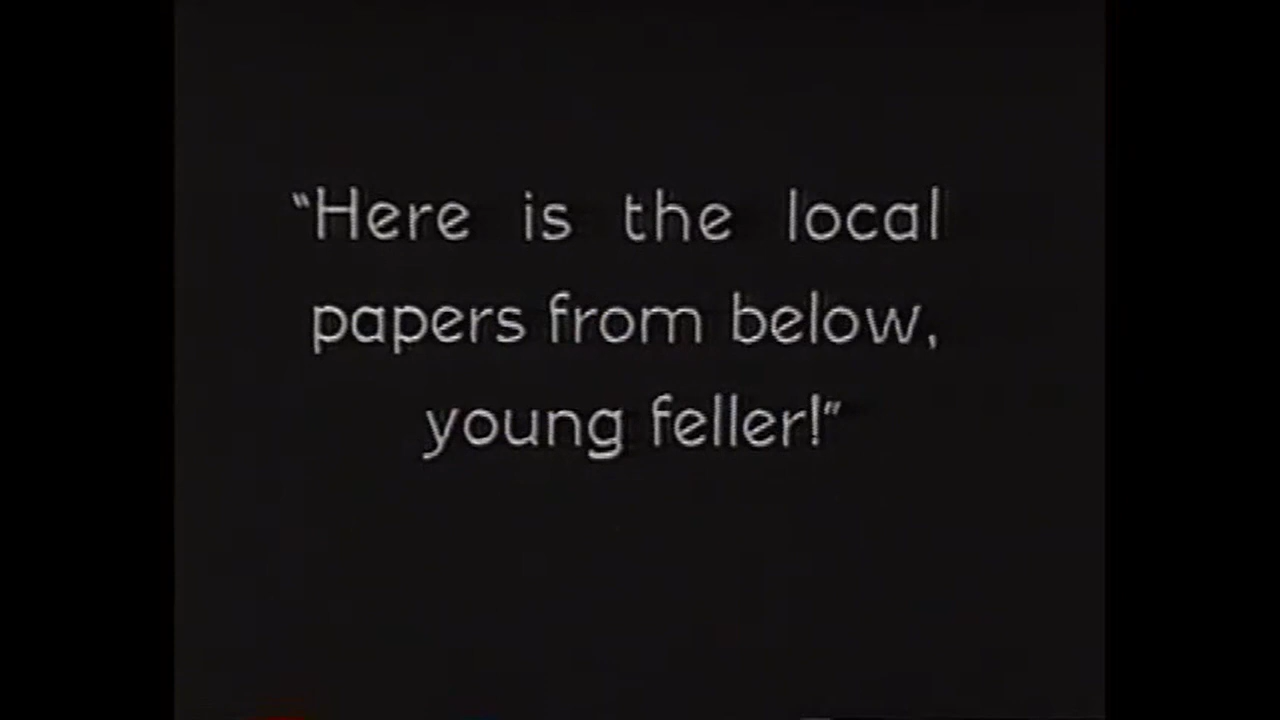 “Here is the local
papers from below,
young feller!”